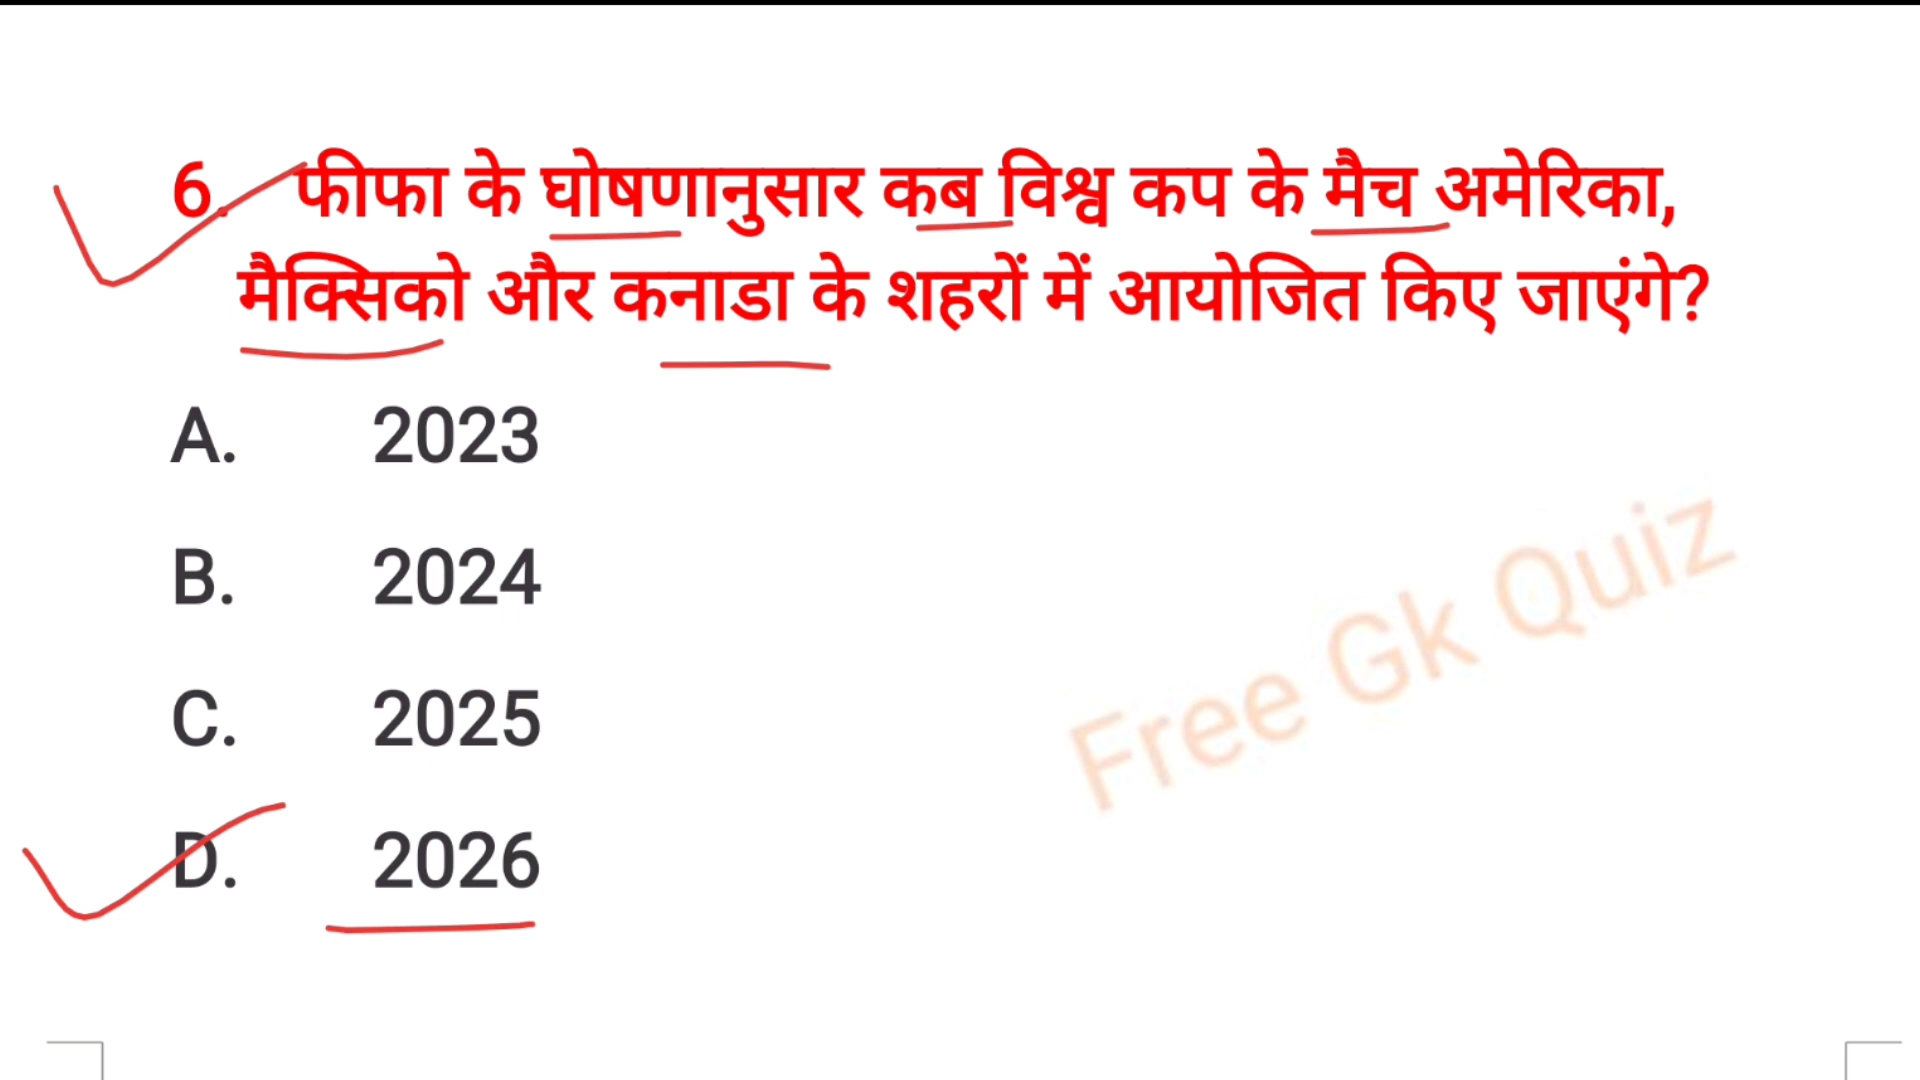 6. फीफा के घोषणानुसार कब विश्व कप के मैच अमेरिका,
मैक्सिको और कनाडा के शहरों में आयोजित किए जाएंगे?
A. 2023
B. 2024
C. 2025
D. 2026
Free Gk Quiz